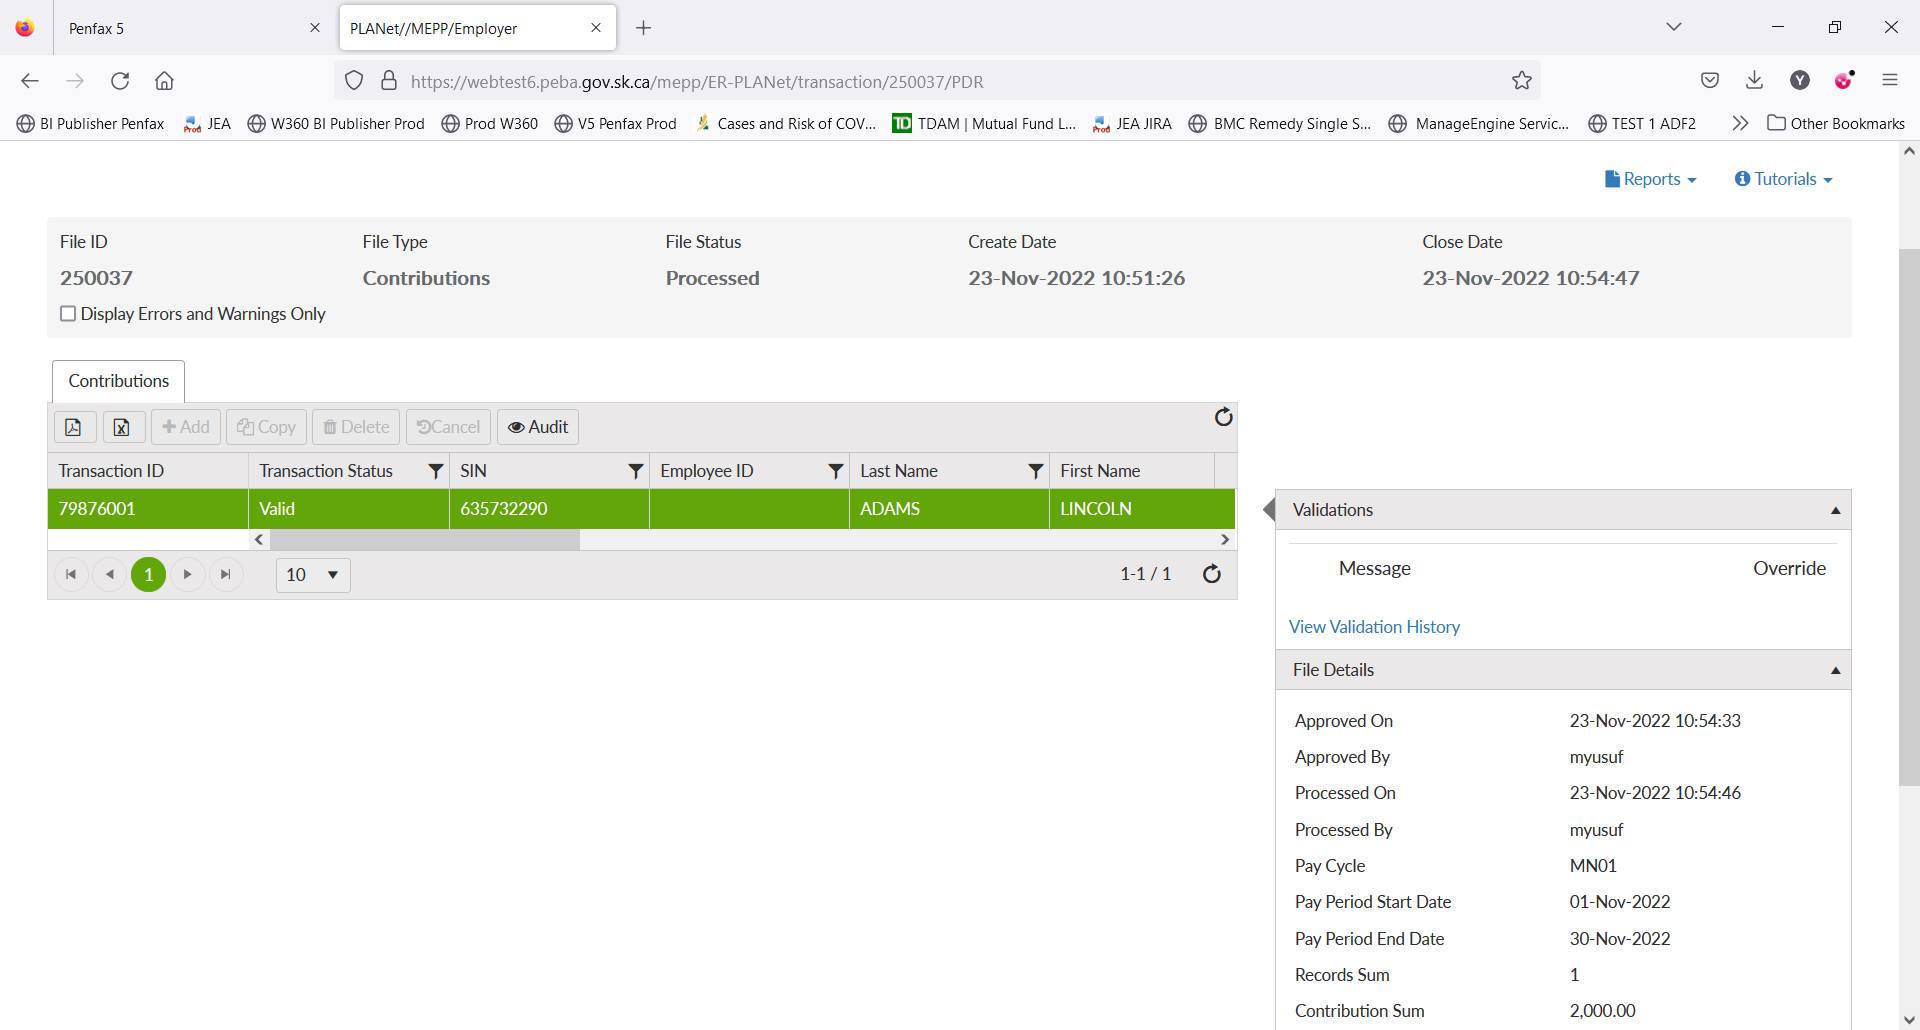 Penfax 5
PLANet//MEPP/Employer
https://webtest6.peba.gov.sk.ca/mepp/ER-PLANet/transaction/250037/PDR
Y
BI Publisher Penfax
Prod JEA
W360 BI Publisher Prod
Prod W360
V5 Penfax Prod
Cases and Risk of COV...
TD TDAM | Mutual Fund L...
Prod JEA JIRA
BMC Remedy Single S...
ManageEngine Servic...
TEST 1 ADF2
Other Bookmarks
Reports
Tutorials
File ID
File Type
File Status
Create Date
Close Date
250037
Contributions
Processed
23-Nov-2022 10:51:26
23-Nov-2022 10:54:47
Display Errors and Warnings Only
Contributions
Add
Copy
Delete
Cancel
Audit
Transaction ID
Transaction Status
SIN
Employee ID
Last Name
First Name
79876001
Valid
635732290
ADAMS
LINCOLN
1
10
1-1 / 1
Validations
Message
Override
View Validation History
File Details
Approved On 23-Nov-2022 10:54:33
Approved By myusuf
Processed On 23-Nov-2022 10:54:46
Processed By myusuf
Pay Cycle MN01
Pay Period Start Date 01-Nov-2022
Pay Period End Date 30-Nov-2022
Records Sum 1
Contribution Sum 2,000.00